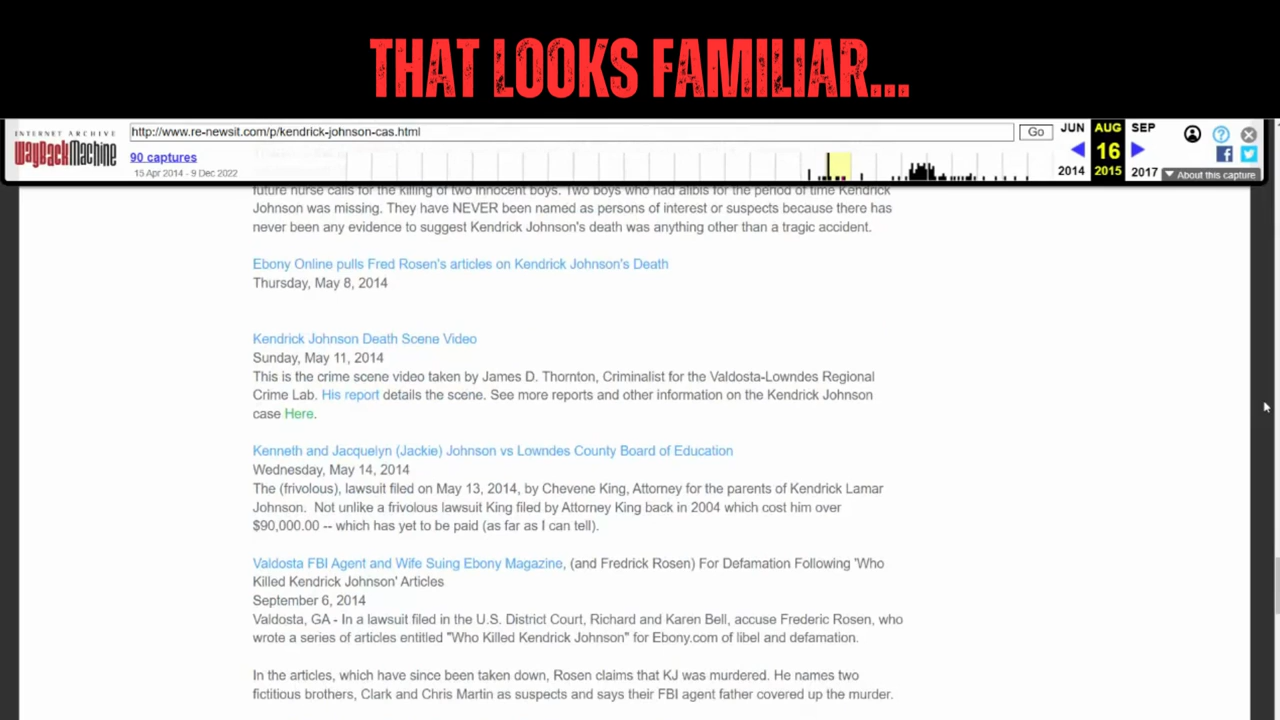 THAT LOOKS FAMILIAR...
INTERNET ARCHIVE
WayBackMachine
http://www.re-newsit.com/p/kendrick-johnson-cas.html
Go
JUN AUG SEP
90 captures
16
15 Apr 2014 - 9 Dec 2022
2014 2015 2017
About this capture
future nurse calls for the killing of two innocent boys. Two boys who had alibis for the period of time Kendrick
Johnson was missing. They have NEVER been named as persons of interest or suspects because there has
never been any evidence to suggest Kendrick Johnson's death was anything other than a tragic accident.
Ebony Online pulls Fred Rosen's articles on Kendrick Johnson's Death
Thursday, May 8, 2014
Kendrick Johnson Death Scene Video
Sunday, May 11, 2014
This is the crime scene video taken by James D. Thornton, Criminalist for the Valdosta-Lowndes Regional
Crime Lab. His report details the scene. See more reports and other information on the Kendrick Johnson
case Here.
Kenneth and Jacquelyn (Jackie) Johnson vs Lowndes County Board of Education
Wednesday, May 14, 2014
The (frivolous), lawsuit filed on May 13, 2014, by Chevene King, Attorney for the parents of Kendrick Lamar
Johnson. Not unlike a frivolous lawsuit King filed by Attorney King back in 2004 which cost him over
$90,000.00 -- which has yet to be paid (as far as I can tell).
Valdosta FBI Agent and Wife Suing Ebony Magazine, (and Fredrick Rosen) For Defamation Following 'Who
Killed Kendrick Johnson' Articles
September 6, 2014
Valdosta, GA - In a lawsuit filed in the U.S. District Court, Richard and Karen Bell, accuse Frederic Rosen, who
wrote a series of articles entitled "Who Killed Kendrick Johnson" for Ebony.com of libel and defamation.
In the articles, which have since been taken down, Rosen claims that KJ was murdered. He names two
fictitious brothers, Clark and Chris Martin as suspects and says their FBI agent father covered up the murder.